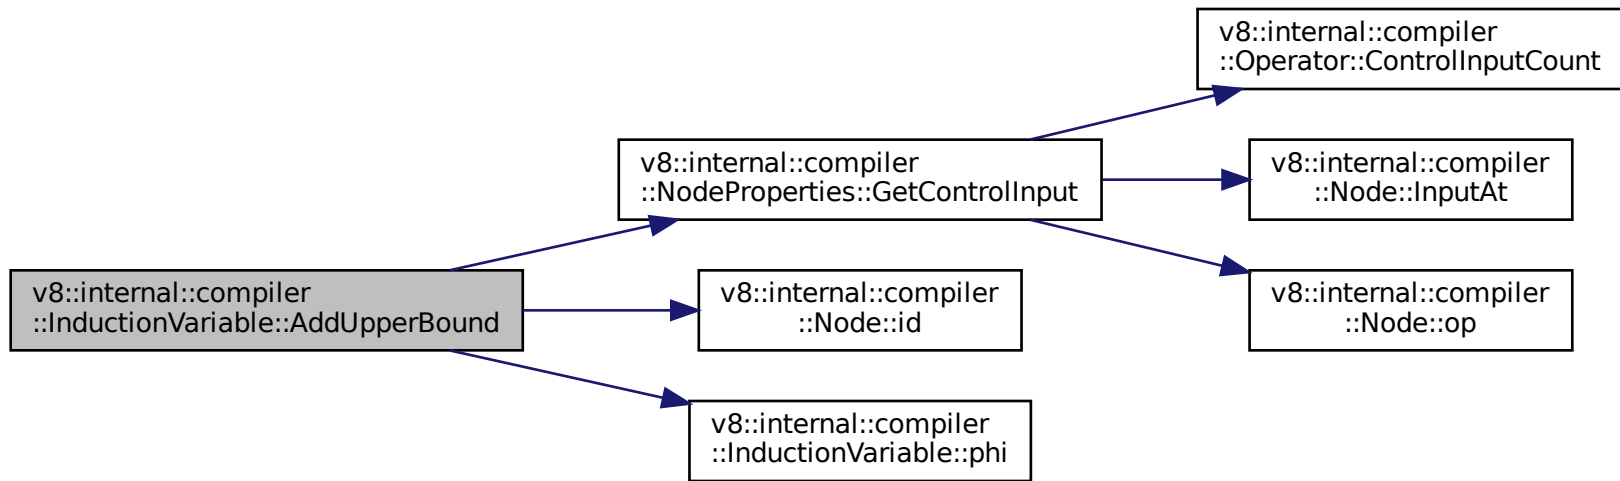 v8::internal::compiler
::InductionVariable::AddUpperBound
v8::internal::compiler
::NodeProperties::GetControlInput
v8::internal::compiler
::Node::id
v8::internal::compiler
::InductionVariable::phi
v8::internal::compiler
::Operator::ControlInputCount
v8::internal::compiler
::Node::InputAt
v8::internal::compiler
::Node::op